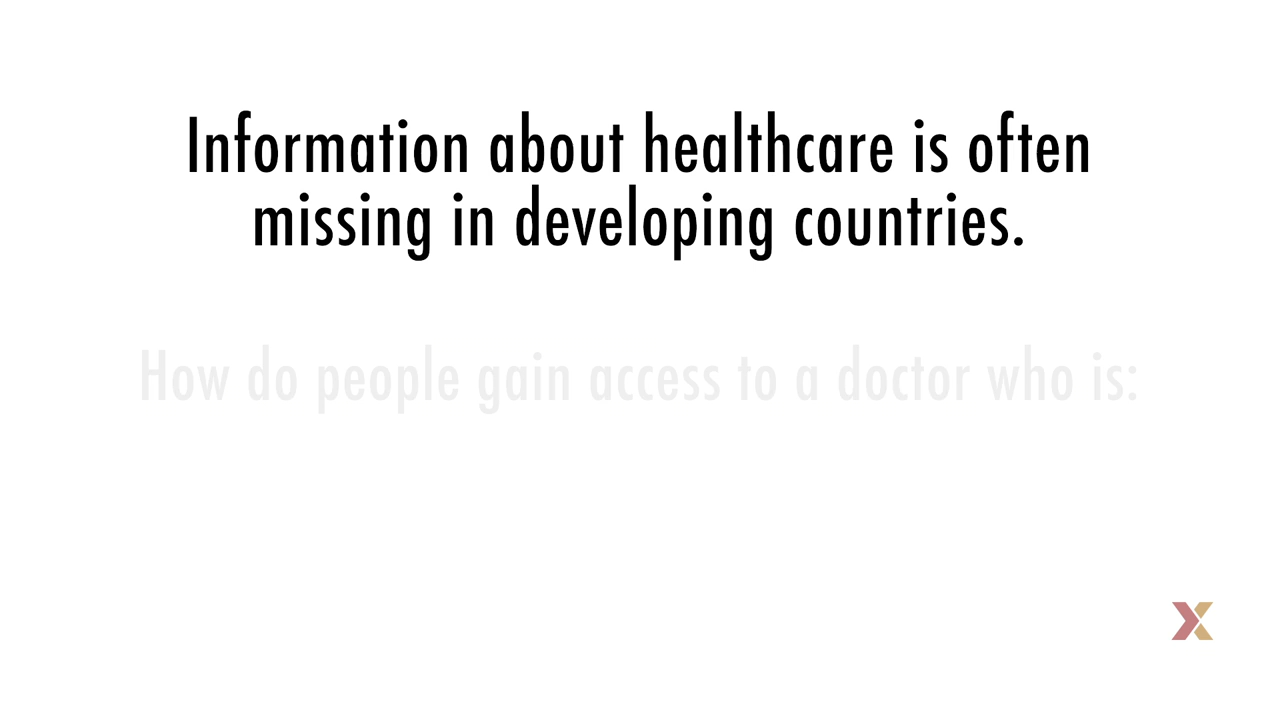 Information about healthcare is often
missing in developing countries.
How do people gain access to a doctor who is: